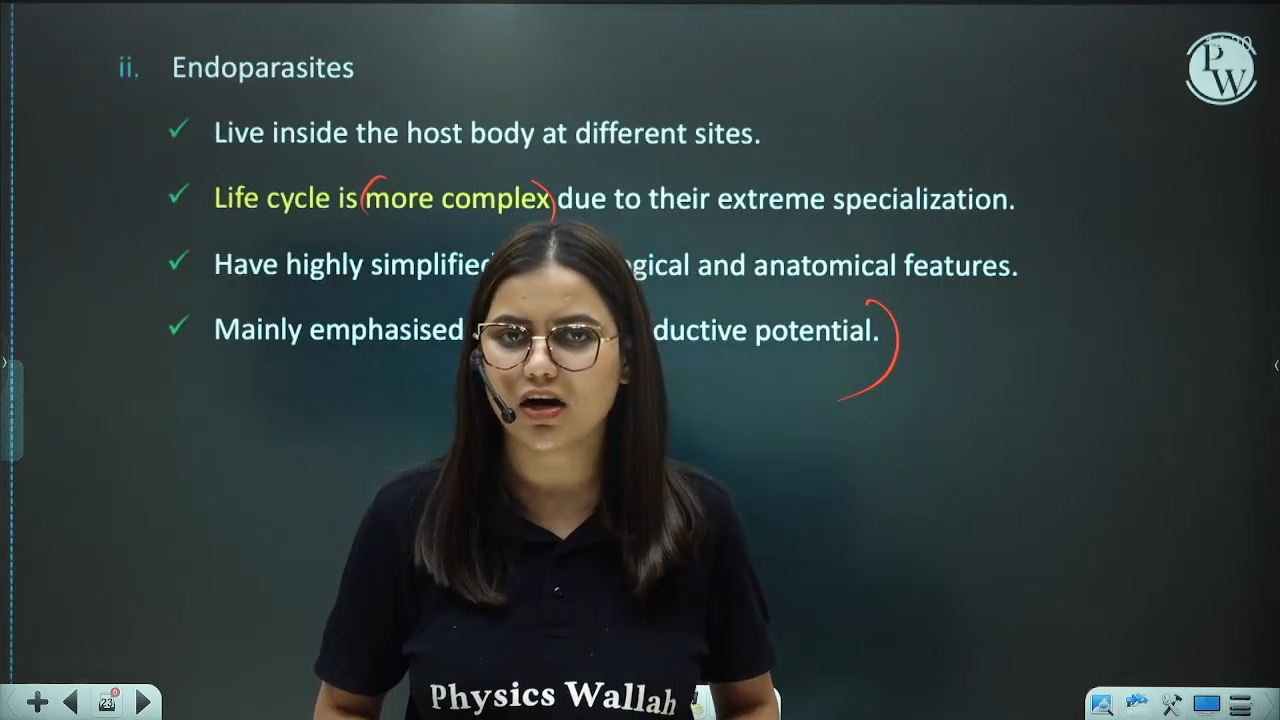 ii. Endoparasites
✓ Live inside the host body at different sites.
✓ Life cycle is more complex due to their extreme specialization.
✓ Have highly simplified gical and anatomical features.
✓ Mainly emphasised ductive potential.
P
W
23
0
Physics Wallah